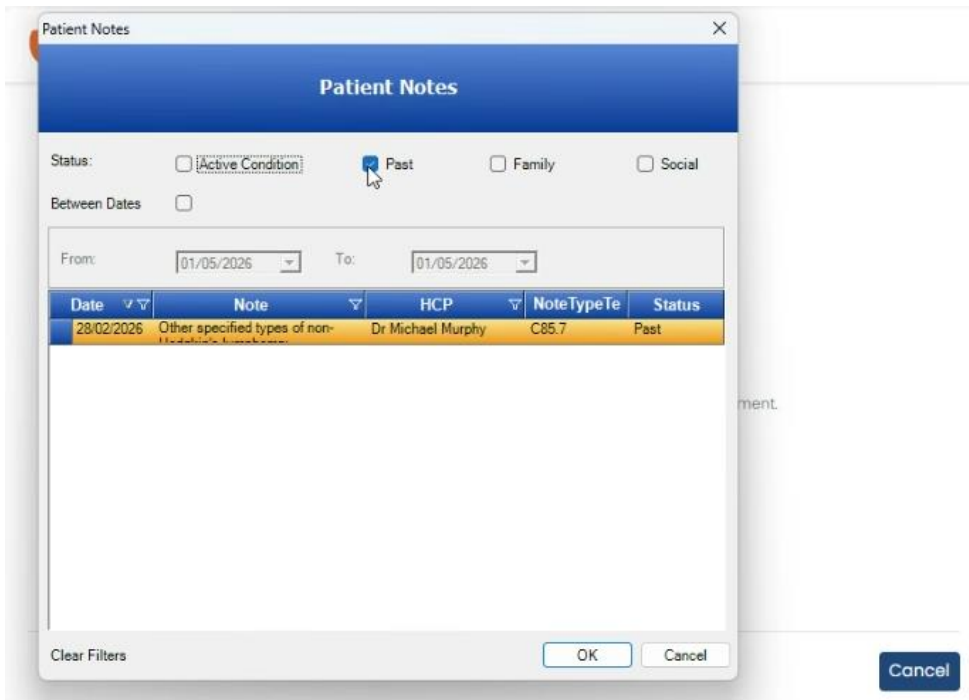 Patient Notes
Patient Notes
Status: Active Condition Past Family Social
Between Dates
From: 01/05/2026 To: 01/05/2026
Date Note HCP NoteTypeTe Status
28/02/2026 Other specified types of non- Dr Michael Murphy C85.7 Past
ment.
Clear Filters OK Cancel
Cancel